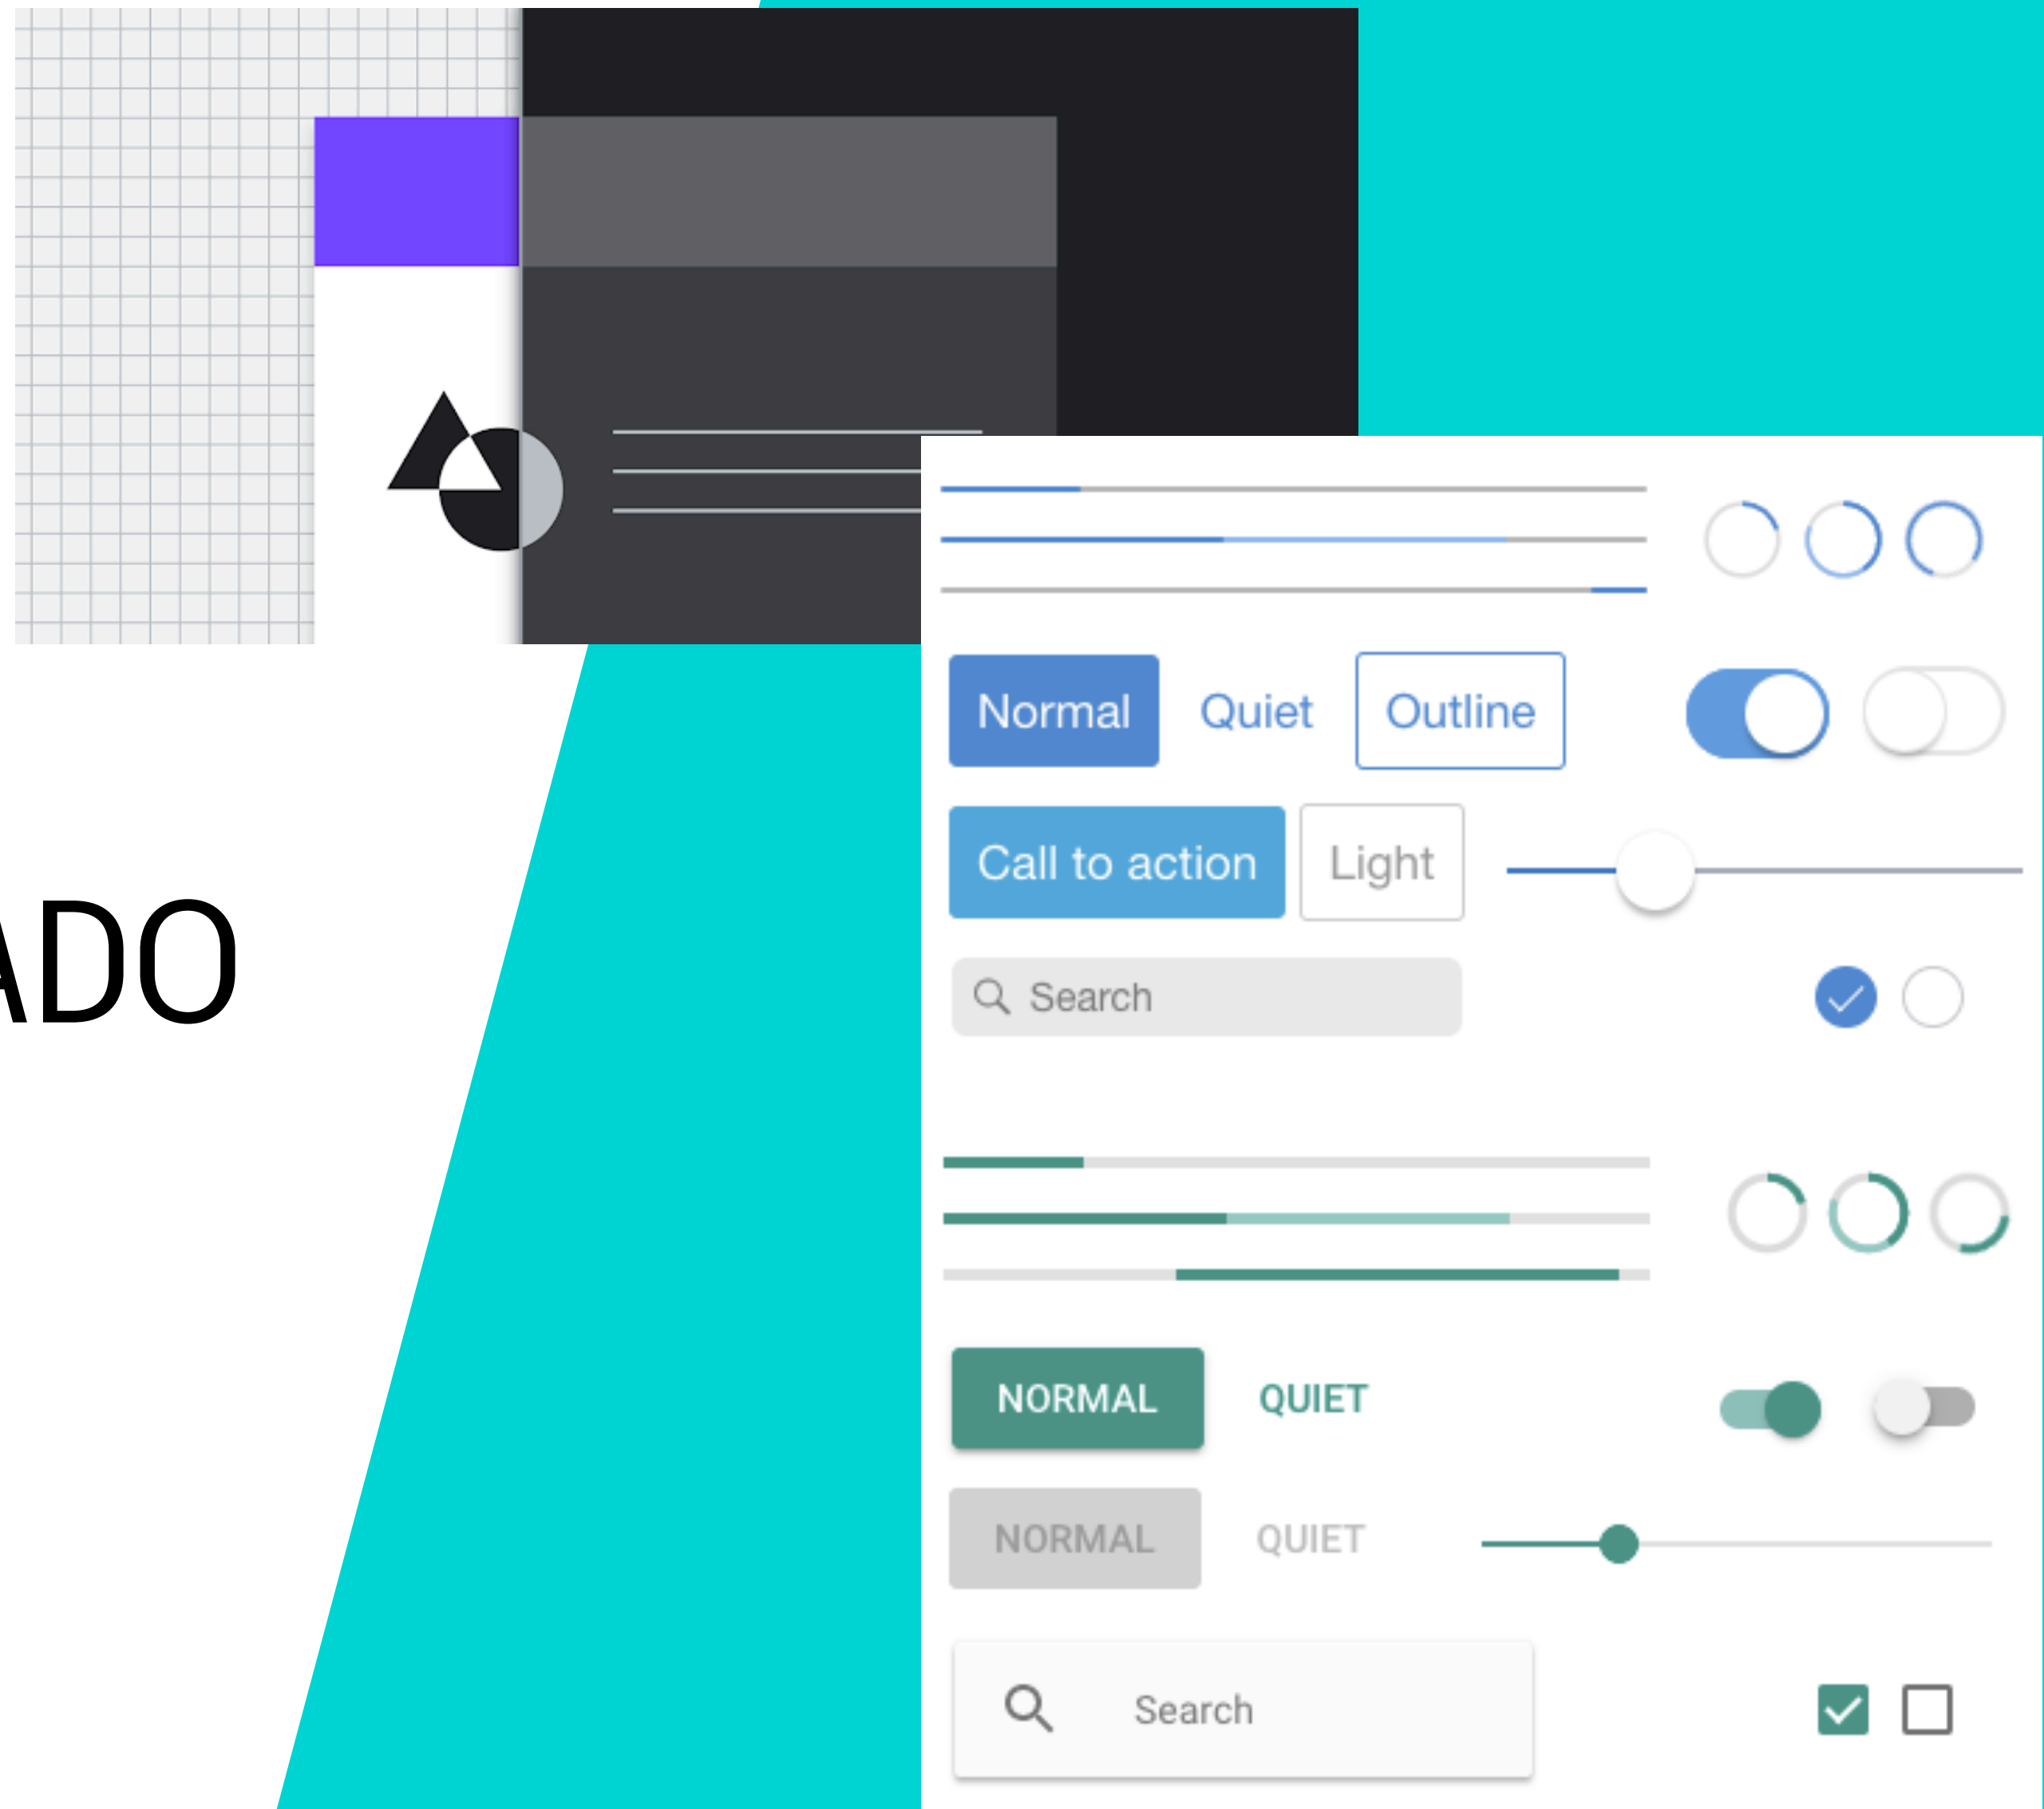 ADO
Normal Quiet Outline
Call to action Light
Search
NORMAL QUIET
NORMAL QUIET
Search